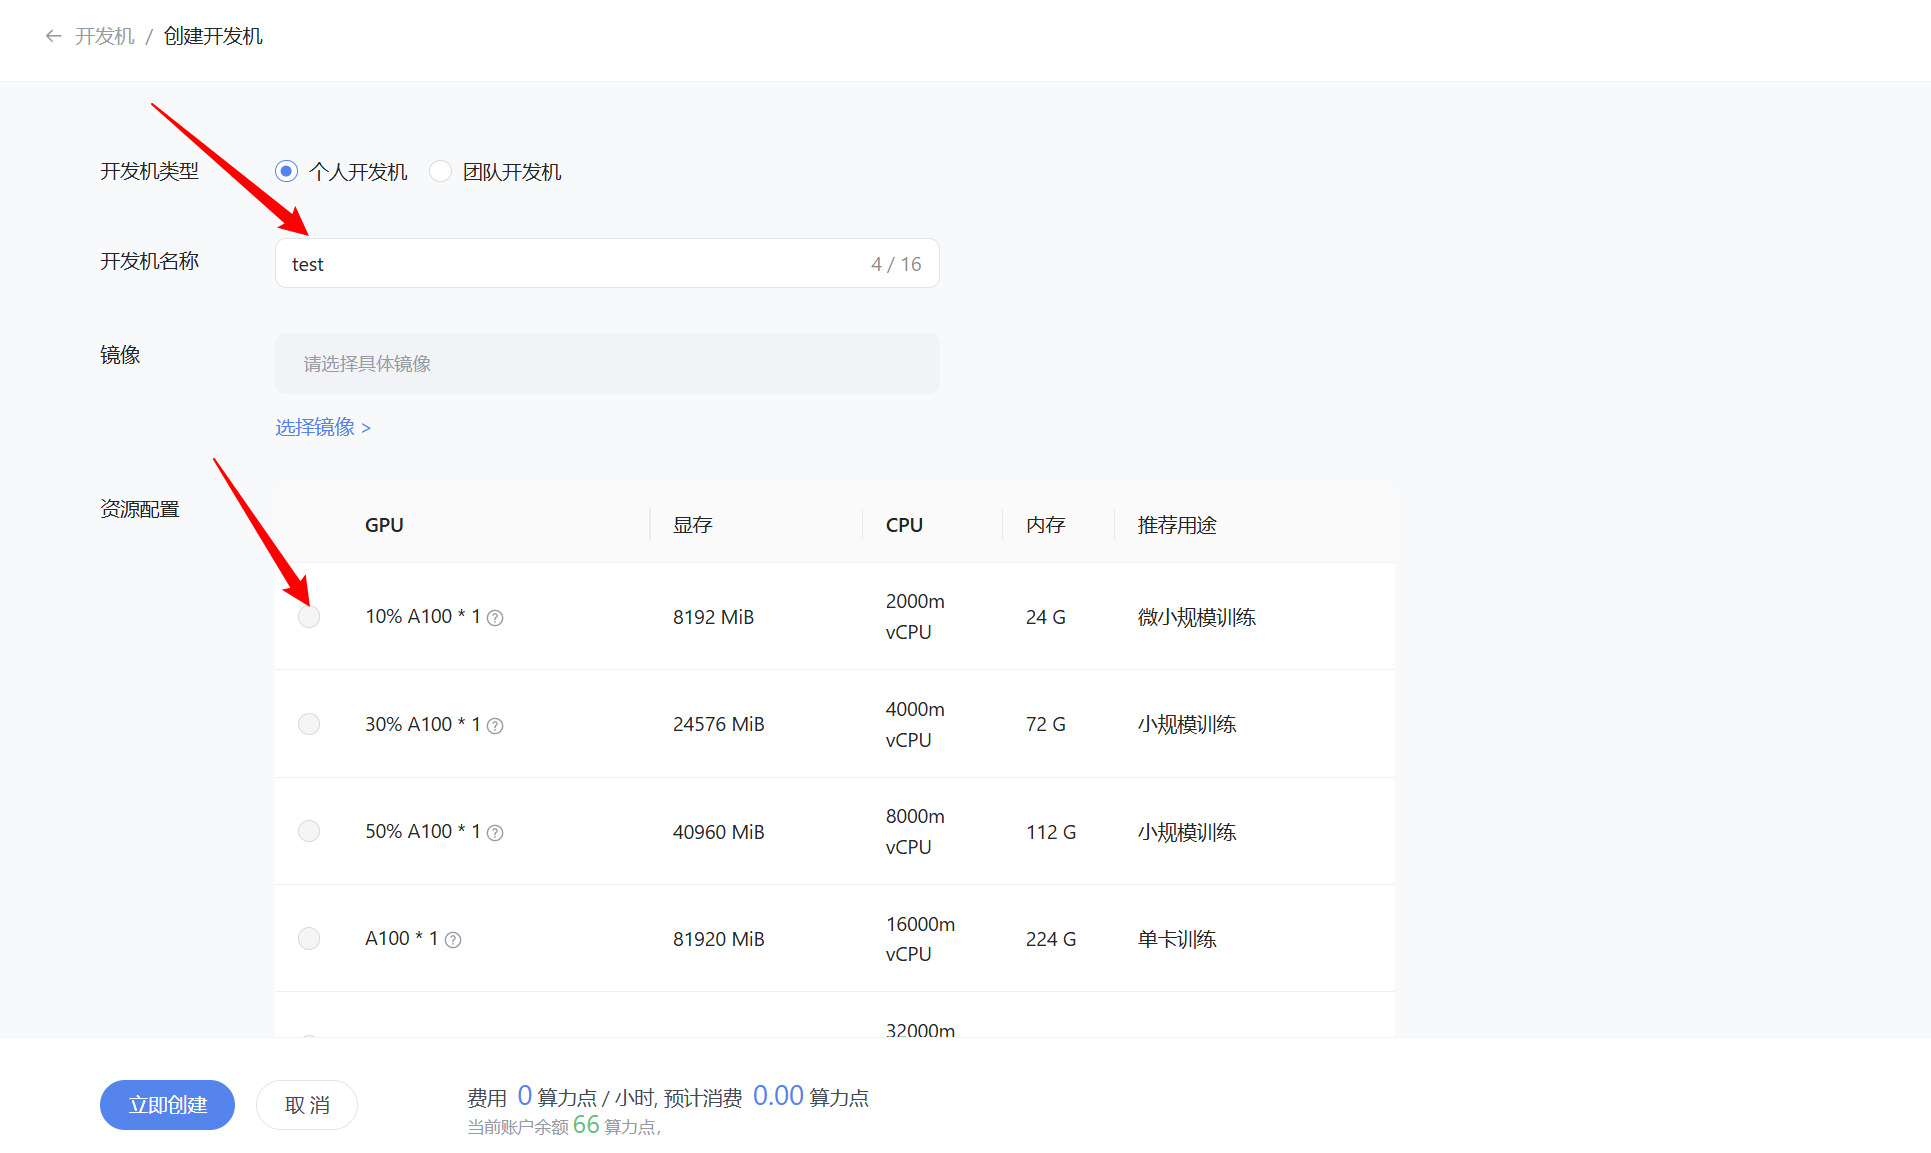 ← 开发机 / 创建开发机
开发机类型 个人开发机 团队开发机
开发机名称 test 4 / 16
镜像 请选择具体镜像
选择镜像 >
资源配置
GPU 显存 CPU 内存 推荐用途
10% A100 * 1 8192 MiB 2000m vCPU 24 G 微小规模训练
30% A100 * 1 24576 MiB 4000m vCPU 72 G 小规模训练
50% A100 * 1 40960 MiB 8000m vCPU 112 G 小规模训练
A100 * 1 81920 MiB 16000m vCPU 224 G 单卡训练
32000m
立即创建 取消 费用 0 算力点 / 小时, 预计消费 0.00 算力点
当前账户余额 66 算力点,